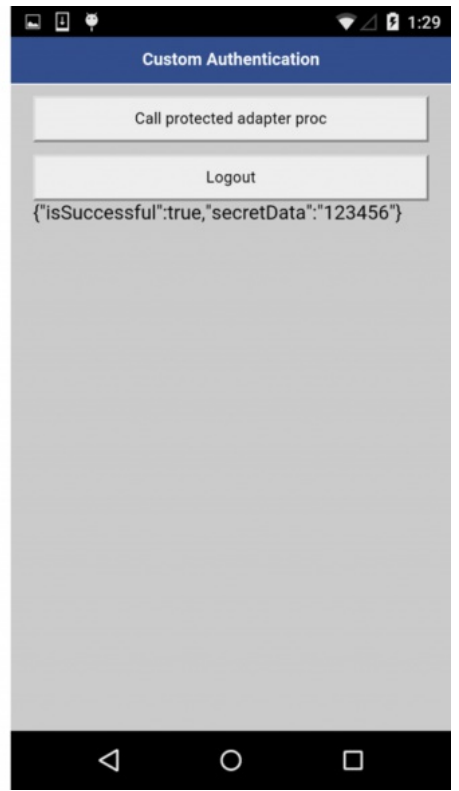 1:29
Custom Authentication
Call protected adapter proc
Logout
{"isSuccessful":true,"secretData":"123456"}